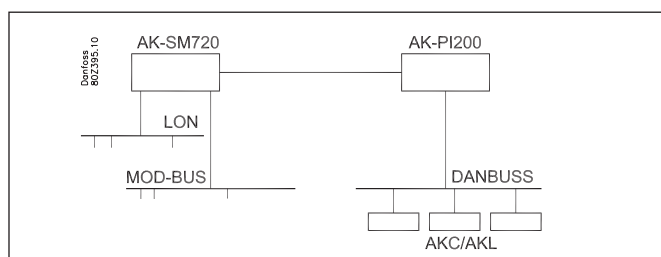 AK-SM720
AK-PI200
Danfoss
80Z395.10
LON
MOD-BUS
DANBUSS
AKC/AKL